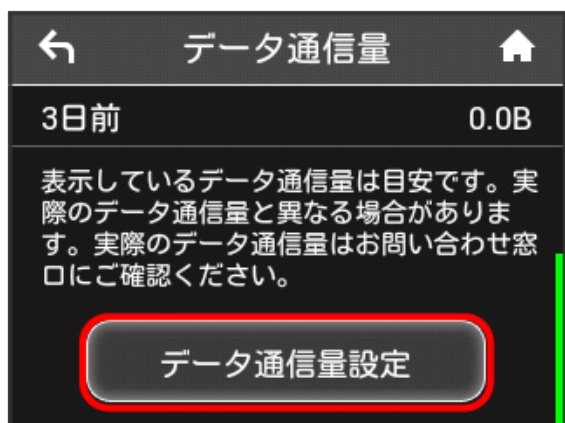 データ通信量
3日前 0.0B
表示しているデータ通信量は目安です。実
際のデータ通信量と異なる場合がありま
す。実際のデータ通信量はお問い合わせ窓
口にご確認ください。
データ通信量設定